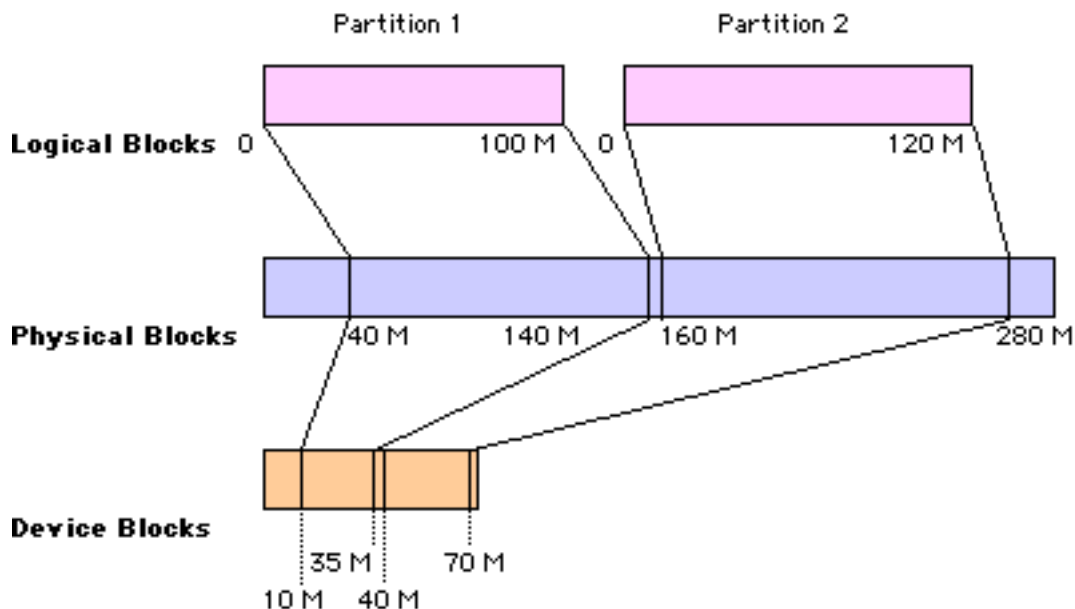 Partition 1 Partition 2
Logical Blocks 0 100 M 0 120 M
Physical Blocks 40 M 140 M 160 M 280 M
Device Blocks
35 M 70 M
10 M 40 M